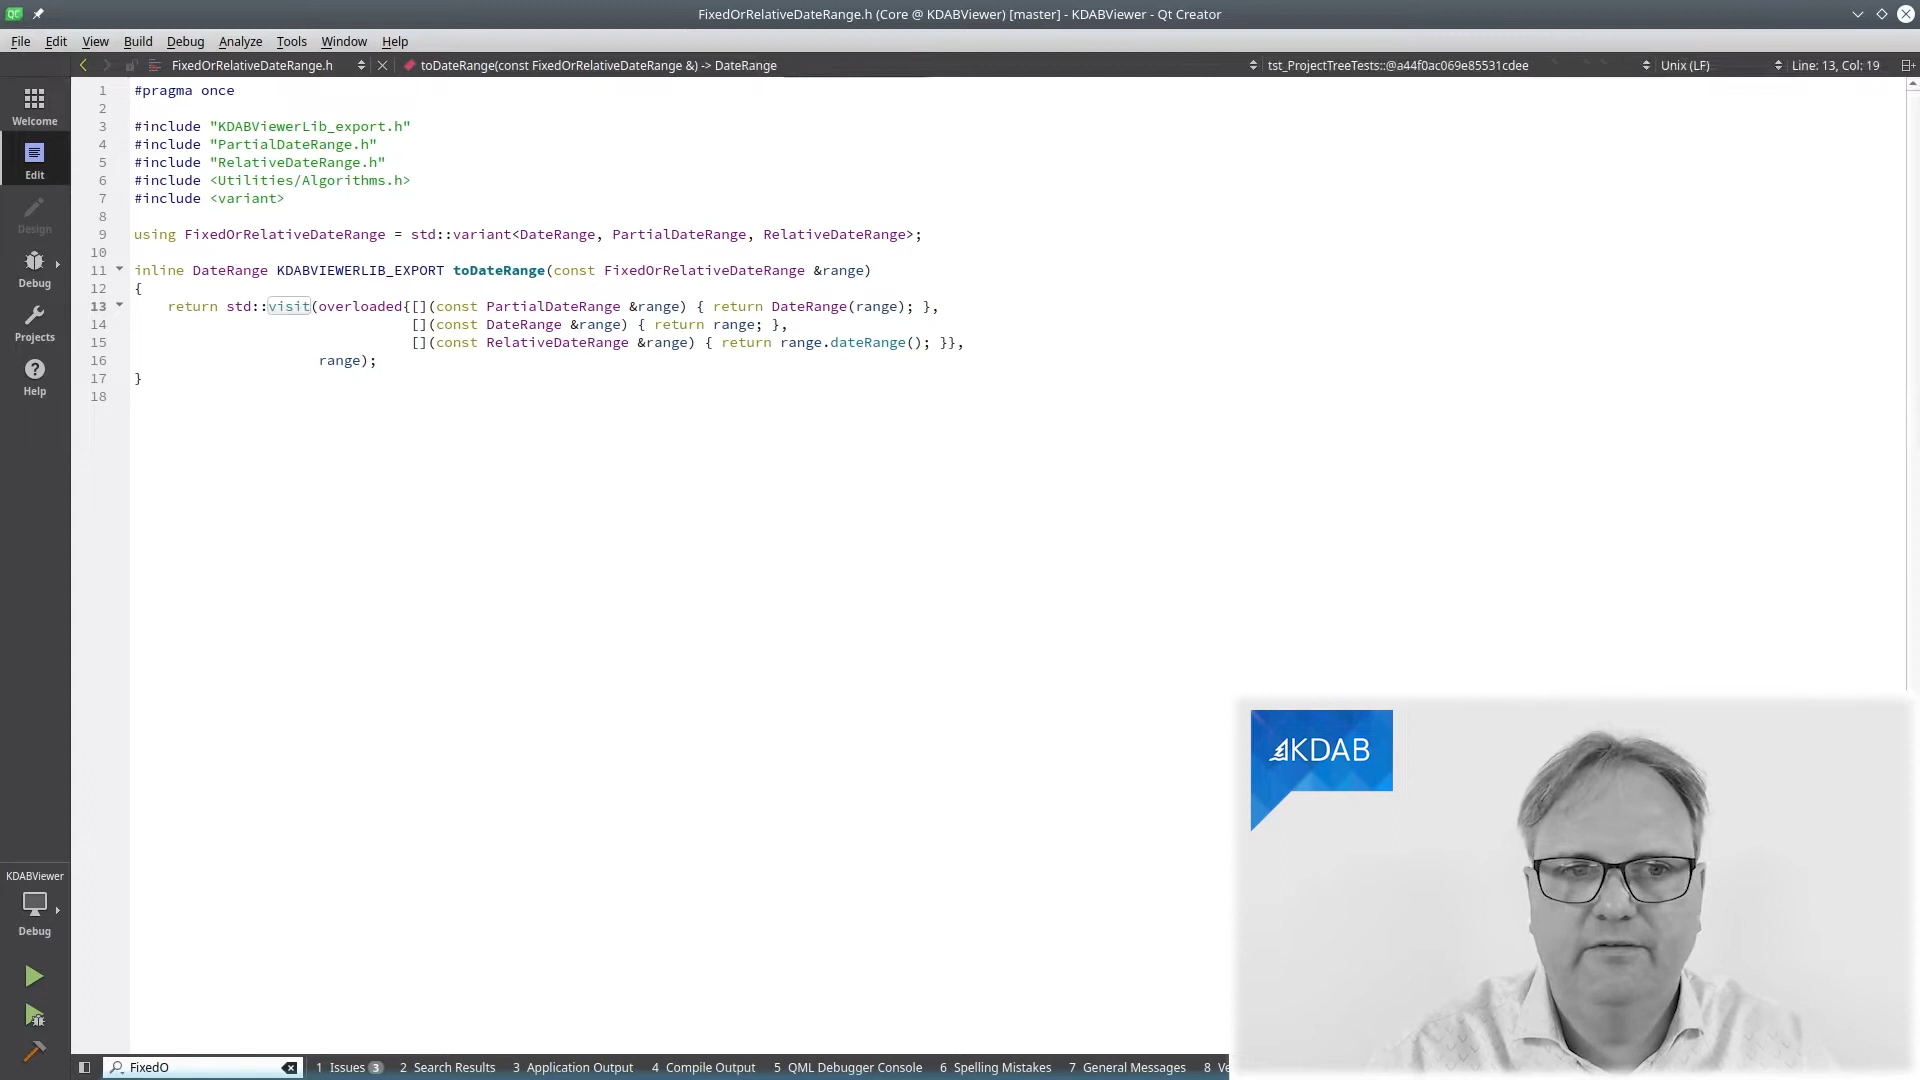 FixedOrRelativeDateRange.h (Core @ KDABViewer) [master] - KDABViewer - Qt Creator
File Edit View Build Debug Analyze Tools Window Help
FixedOrRelativeDateRange.h toDateRange(const FixedOrRelativeDateRange &) -> DateRange tst_ProjectTreeTests::@a44f0ac069e85531cdee Unix (LF) Line: 13, Col: 19
Welcome
Edit
Design
Debug
Projects
Help
1 #pragma once
2
3 #include "KDABViewerLib_export.h"
4 #include "PartialDateRange.h"
5 #include "RelativeDateRange.h"
6 #include <Utilities/Algorithms.h>
7 #include <variant>
8
9 using FixedOrRelativeDateRange = std::variant<DateRange, PartialDateRange, RelativeDateRange>;
10
11 inline DateRange KDABVIEWERLIB_EXPORT toDateRange(const FixedOrRelativeDateRange &range)
12 {
13 return std::visit(overloaded{[](const PartialDateRange &range) { return DateRange(range); },
14 [](const DateRange &range) { return range; },
15 [](const RelativeDateRange &range) { return range.dateRange(); }},
16 range);
17 }
18
KDAB
KDABViewer
Debug
FixedO 1 Issues 3 2 Search Results 3 Application Output 4 Compile Output 5 QML Debugger Console 6 Spelling Mistakes 7 General Messages 8 Ve